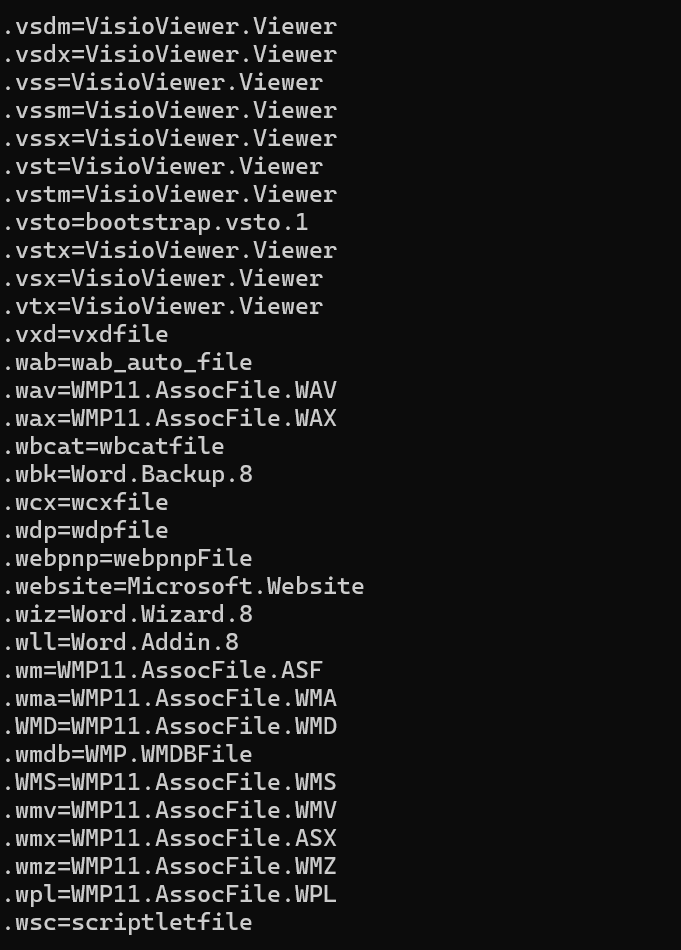 .vsdm=VisioViewer.Viewer
.vsdx=VisioViewer.Viewer
.vss=VisioViewer.Viewer
.vssm=VisioViewer.Viewer
.vssx=VisioViewer.Viewer
.vst=VisioViewer.Viewer
.vstm=VisioViewer.Viewer
.vsto=bootstrap.vsto.1
.vstx=VisioViewer.Viewer
.vsx=VisioViewer.Viewer
.vtx=VisioViewer.Viewer
.vxd=vxdfile
.wab=wab_auto_file
.wav=WMP11.AssocFile.WAV
.wax=WMP11.AssocFile.WAX
.wbcat=wbcatfile
.wbk=Word.Backup.8
.wcx=wcxfile
.wdp=wdpfile
.webpnp=webpnpFile
.website=Microsoft.Website
.wiz=Word.Wizard.8
.wll=Word.Addin.8
.wm=WMP11.AssocFile.ASF
.wma=WMP11.AssocFile.WMA
.WMD=WMP11.AssocFile.WMD
.wmdb=WMP.WMDBFile
.WMS=WMP11.AssocFile.WMS
.wmv=WMP11.AssocFile.WMV
.wmx=WMP11.AssocFile.ASX
.wmz=WMP11.AssocFile.WMZ
.wpl=WMP11.AssocFile.WPL
.wsc=scriptletfile